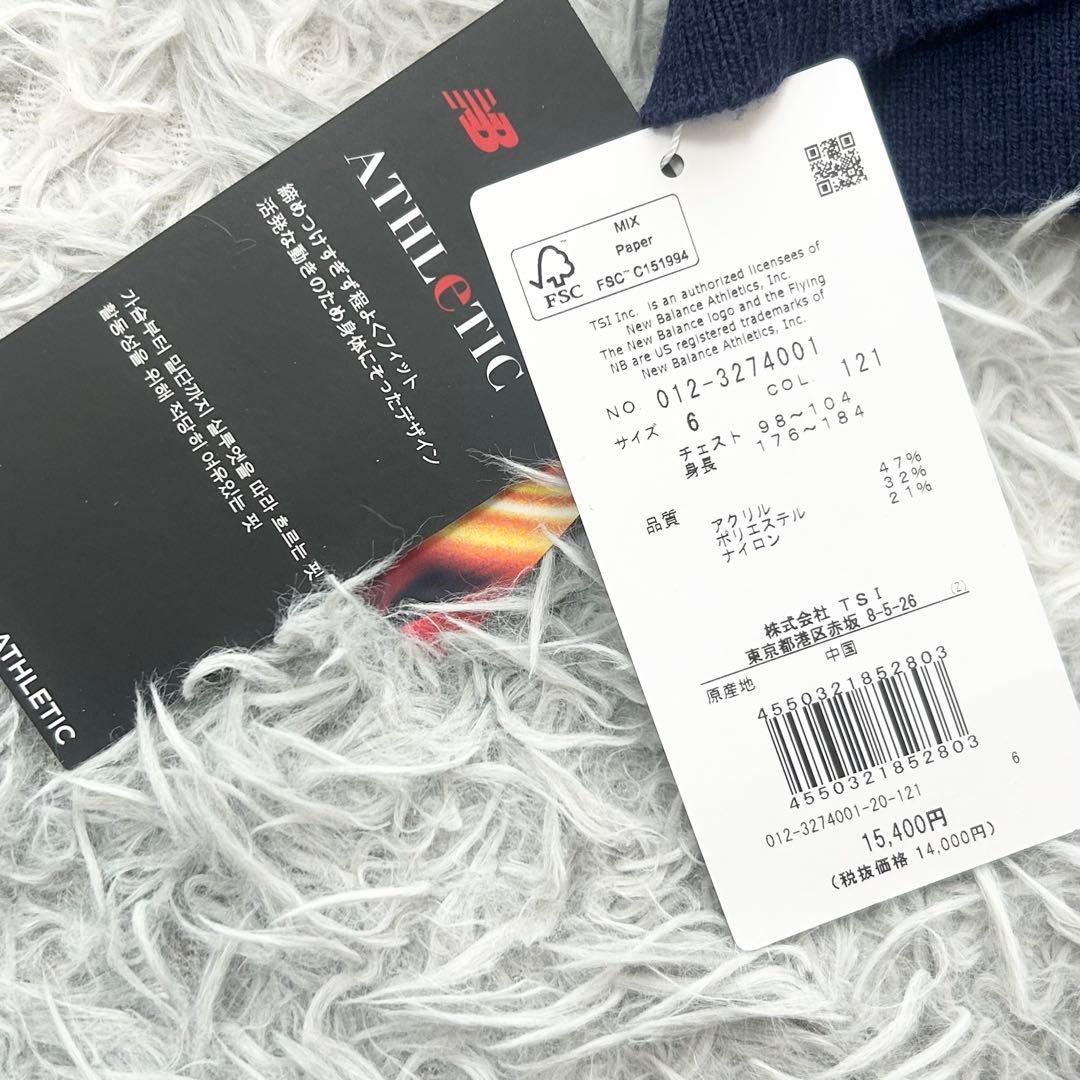 NB
ATHLeTIC
締めつけすぎず程よくフィット
活発な動きのため身体にそったデザイン
가슴부터 밑단까지 실루엣을 따라 흐르는 핏
활동성을 위해 적당히 여유있는 핏
ATHLETIC
FSC
MIX
Paper
FSC™ C151994
TSI Inc. is an authorized licensees of
New Balance Athletics, Inc.
The New Balance logo and the Flying
NB are US registered trademarks of
New Balance Athletics, Inc.
NO. 012-3274001 COL. 121
サイズ 6
チェスト 98~104
身長 176~184
品質 アクリル 47%
ポリエステル 32%
ナイロン 21%
株式会社 TSI
東京都港区赤坂 8-5-26 (Z)
原産地 中国
4550321852803
4550321852803
012-3274001-20-121 6
15,400円
(税抜価格 14,000円)